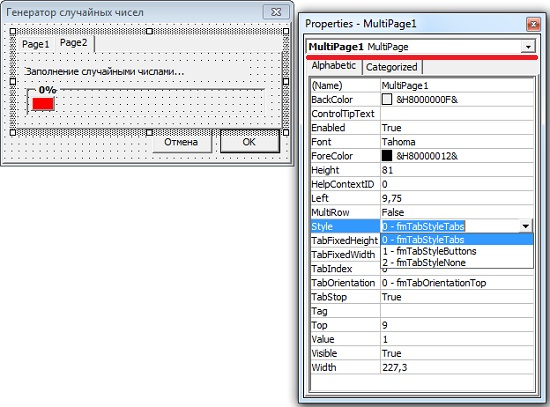 Генератор случайных чисел
Page1 Page2
Заполнение случайными числами...
0%
Отмена OK
Properties - MultiPage1
MultiPage1 MultiPage
Alphabetic Categorized
(Name) MultiPage1
BackColor &H8000000F&
ControlTipText
Enabled True
Font Tahoma
ForeColor &H80000012&
Height 81
HelpContextID 0
Left 9,75
MultiRow False
Style 0 - fmTabStyleTabs
TabFixedHeight 0 - fmTabStyleTabs
TabFixedWidth 1 - fmTabStyleButtons
2 - fmTabStyleNone
TabIndex 0
TabOrientation 0 - fmTabOrientationTop
TabStop True
Tag
Top 9
Value 1
Visible True
Width 227,3